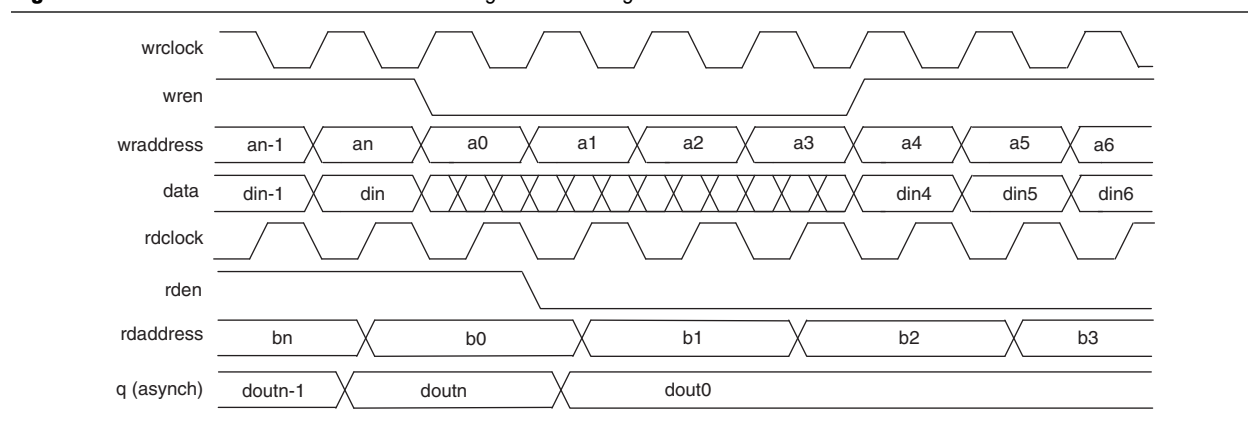 wrclock
wren
wraddress an-1 an a0 a1 a2 a3 a4 a5 a6
data din-1 din din4 din5 din6
rdclock
rden
rdaddress bn b0 b1 b2 b3
q (asynch) doutn-1 doutn dout0